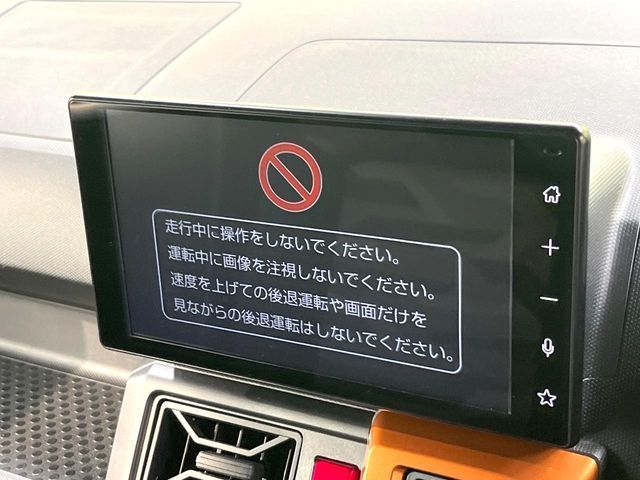 走行中に操作をしないでください。
運転中に画像を注視しないでください。
速度を上げての後退運転や画面だけを
見ながらの後退運転はしないでください。